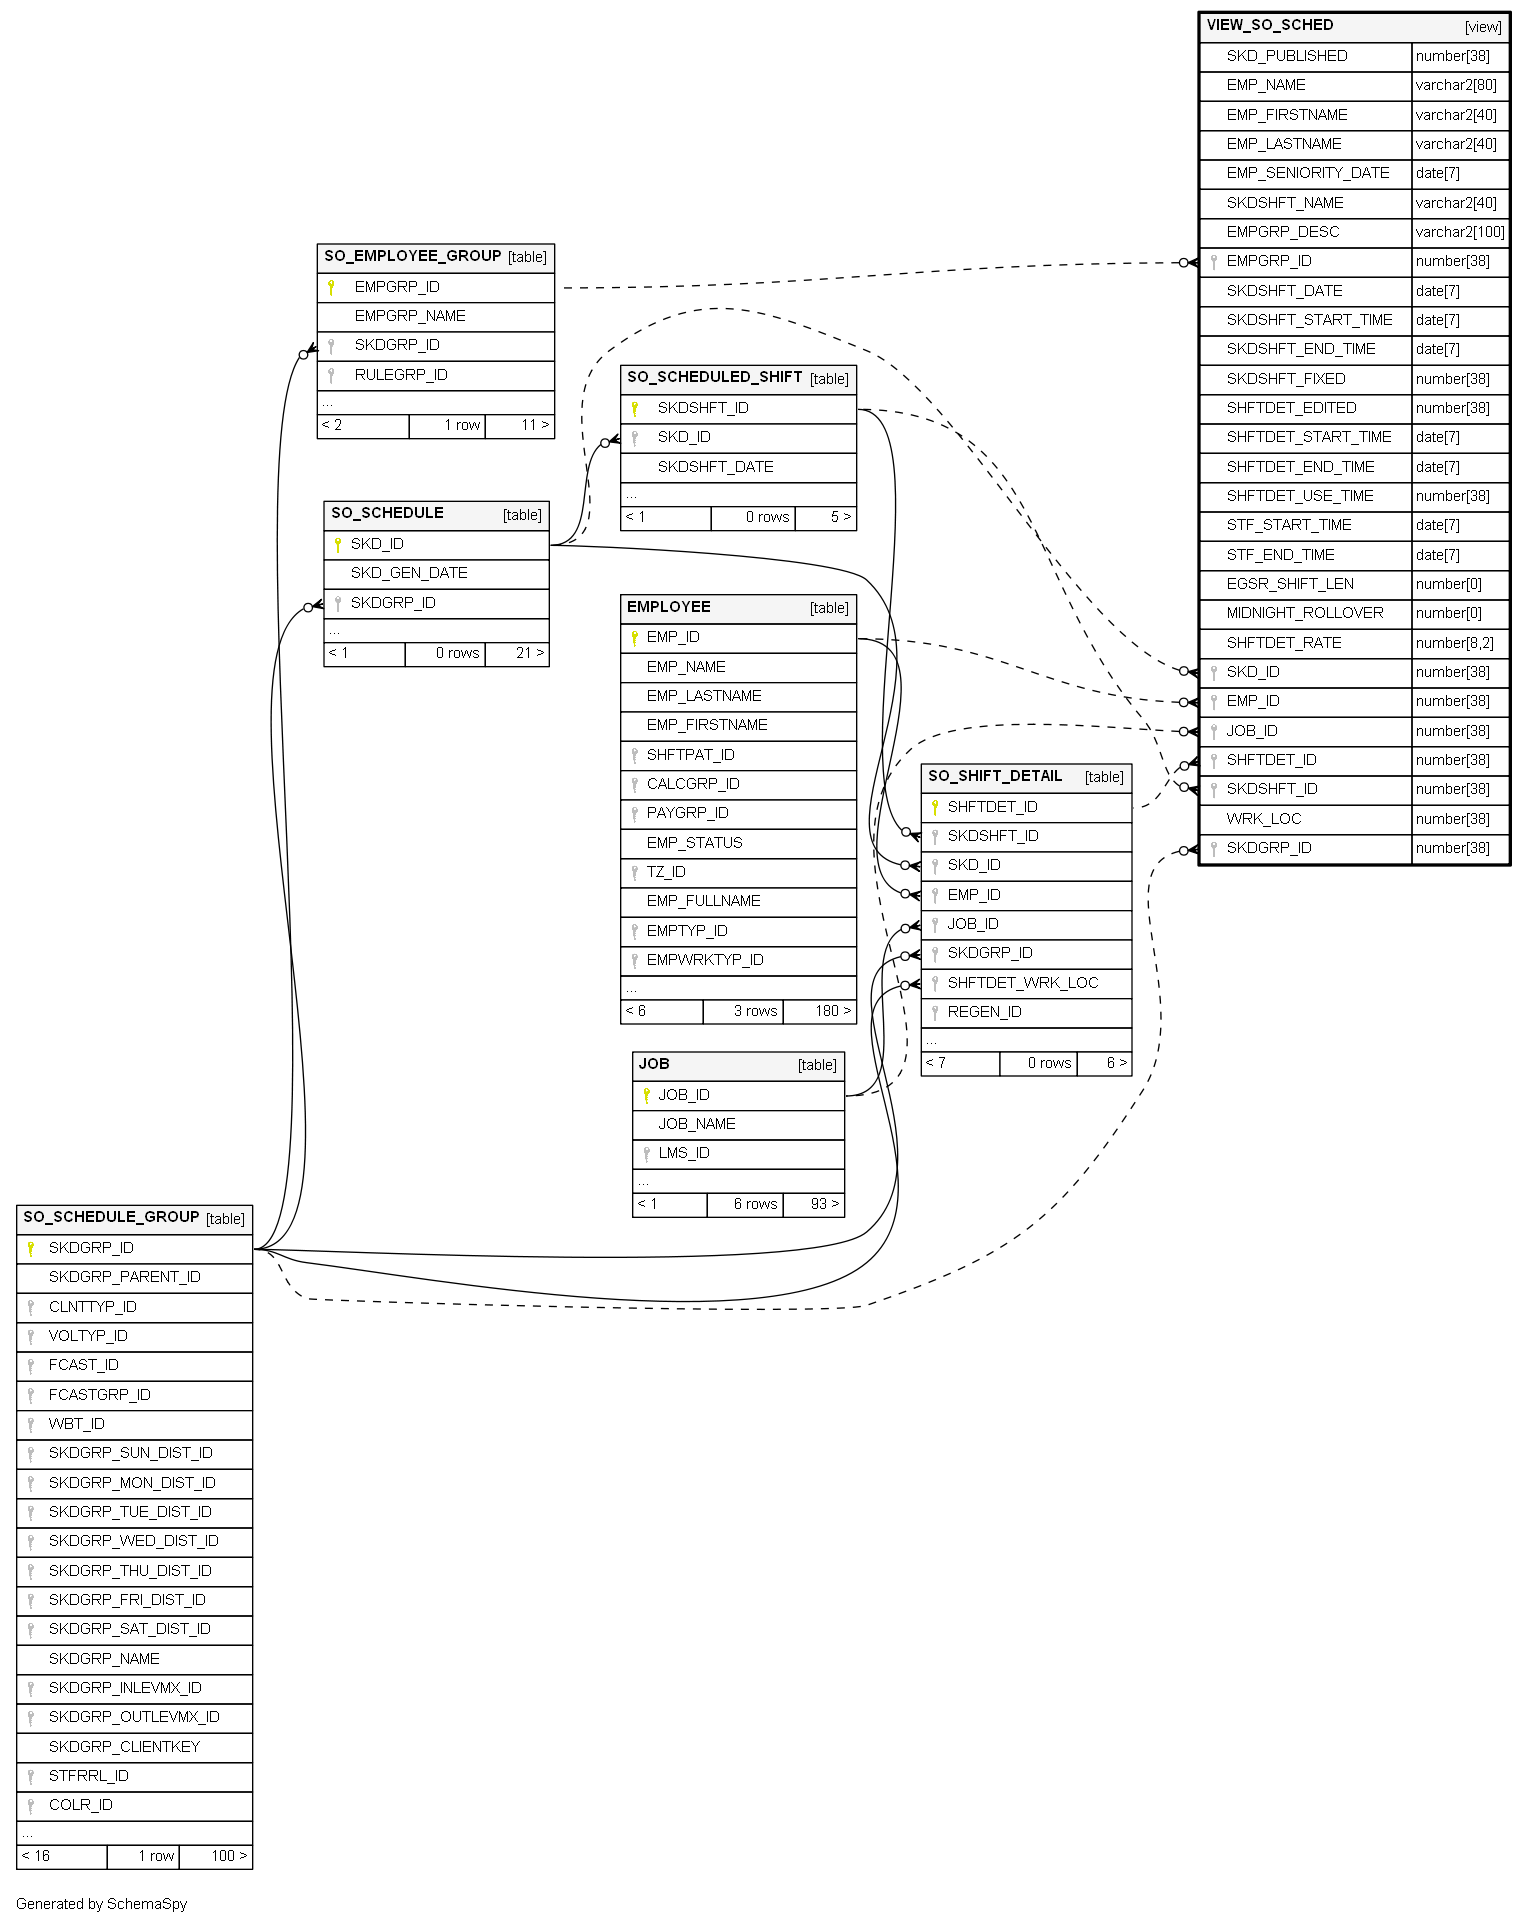 VIEW_SO_SCHED [view]
SKD_PUBLISHED number[38]
EMP_NAME varchar2[80]
EMP_FIRSTNAME varchar2[40]
EMP_LASTNAME varchar2[40]
EMP_SENIORITY_DATE date[7]
SKDSHFT_NAME varchar2[40]
EMPGRP_DESC varchar2[100]
EMPGRP_ID number[38]
SKDSHFT_DATE date[7]
SKDSHFT_START_TIME date[7]
SKDSHFT_END_TIME date[7]
SKDSHFT_FIXED number[38]
SHFTDET_EDITED number[38]
SHFTDET_START_TIME date[7]
SHFTDET_END_TIME date[7]
SHFTDET_USE_TIME number[38]
STF_START_TIME date[7]
STF_END_TIME date[7]
EGSR_SHIFT_LEN number[0]
MIDNIGHT_ROLLOVER number[0]
SHFTDET_RATE number[8,2]
SKD_ID number[38]
EMP_ID number[38]
JOB_ID number[38]
SHFTDET_ID number[38]
SKDSHFT_ID number[38]
WRK_LOC number[38]
SKDGRP_ID number[38]
SO_EMPLOYEE_GROUP [table]
EMPGRP_ID
EMPGRP_NAME
SKDGRP_ID
RULEGRP_ID
...
< 2 1 row 11 >
SO_SCHEDULED_SHIFT [table]
SKDSHFT_ID
SKD_ID
SKDSHFT_DATE
...
< 1 0 rows 5 >
SO_SCHEDULE [table]
SKD_ID
SKD_GEN_DATE
SKDGRP_ID
...
< 1 0 rows 21 >
EMPLOYEE [table]
EMP_ID
EMP_NAME
EMP_LASTNAME
EMP_FIRSTNAME
SHFTPAT_ID
CALCGRP_ID
PAYGRP_ID
EMP_STATUS
TZ_ID
EMP_FULLNAME
EMPTYP_ID
EMPWRKTYP_ID
...
< 6 3 rows 180 >
SO_SHIFT_DETAIL [table]
SHFTDET_ID
SKDSHFT_ID
SKD_ID
EMP_ID
JOB_ID
SKDGRP_ID
SHFTDET_WRK_LOC
REGEN_ID
...
< 7 0 rows 6 >
JOB [table]
JOB_ID
JOB_NAME
LMS_ID
...
< 1 6 rows 93 >
SO_SCHEDULE_GROUP [table]
SKDGRP_ID
SKDGRP_PARENT_ID
CLNTTYP_ID
VOLTYP_ID
FCAST_ID
FCASTGRP_ID
WBT_ID
SKDGRP_SUN_DIST_ID
SKDGRP_MON_DIST_ID
SKDGRP_TUE_DIST_ID
SKDGRP_WED_DIST_ID
SKDGRP_THU_DIST_ID
SKDGRP_FRI_DIST_ID
SKDGRP_SAT_DIST_ID
SKDGRP_NAME
SKDGRP_INLEVMX_ID
SKDGRP_OUTLEVMX_ID
SKDGRP_CLIENTKEY
STFRRL_ID
COLR_ID
...
< 16 1 row 100 >
Generated by SchemaSpy